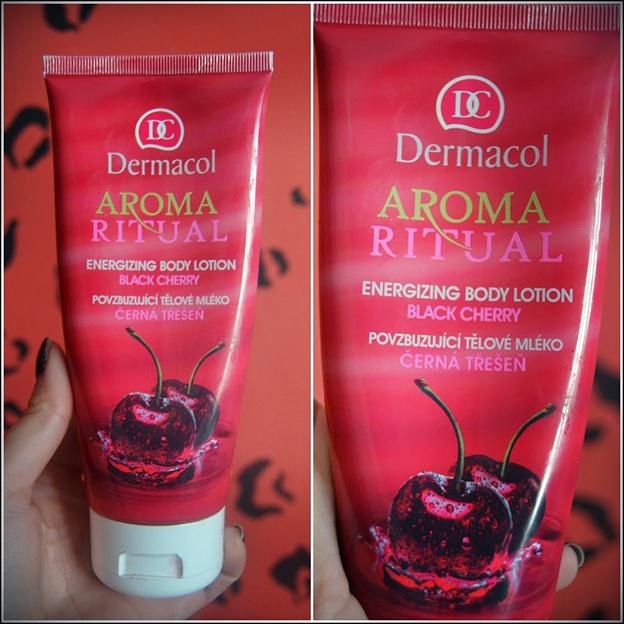 DC
Dermacol
AROMA
RITUAL
ENERGIZING BODY LOTION
BLACK CHERRY
POVZBUZUJÍCÍ TĚLOVÉ MLÉKO
ČERNÁ TŘEŠEŇ
DC
Dermacol
AROMA
RITUAL
ENERGIZING BODY LOTION
BLACK CHERRY
POVZBUZUJÍCÍ TĚLOVÉ MLÉKO
ČERNÁ TŘEŠEŇ